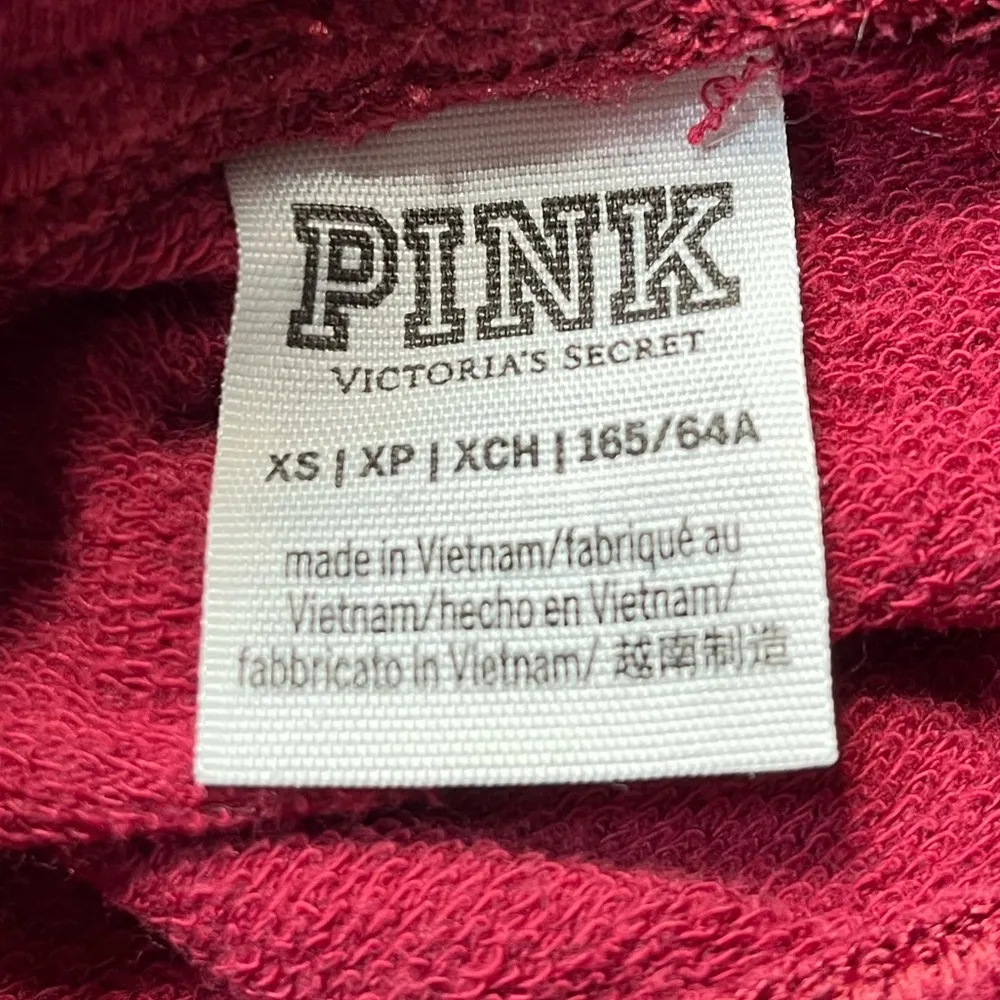 PINK
VICTORIA'S SECRET
XS | XP | XCH | 165/64A
made in Vietnam/fabriqué au
Vietnam/hecho en Vietnam/
fabbricato in Vietnam/ 越南制造